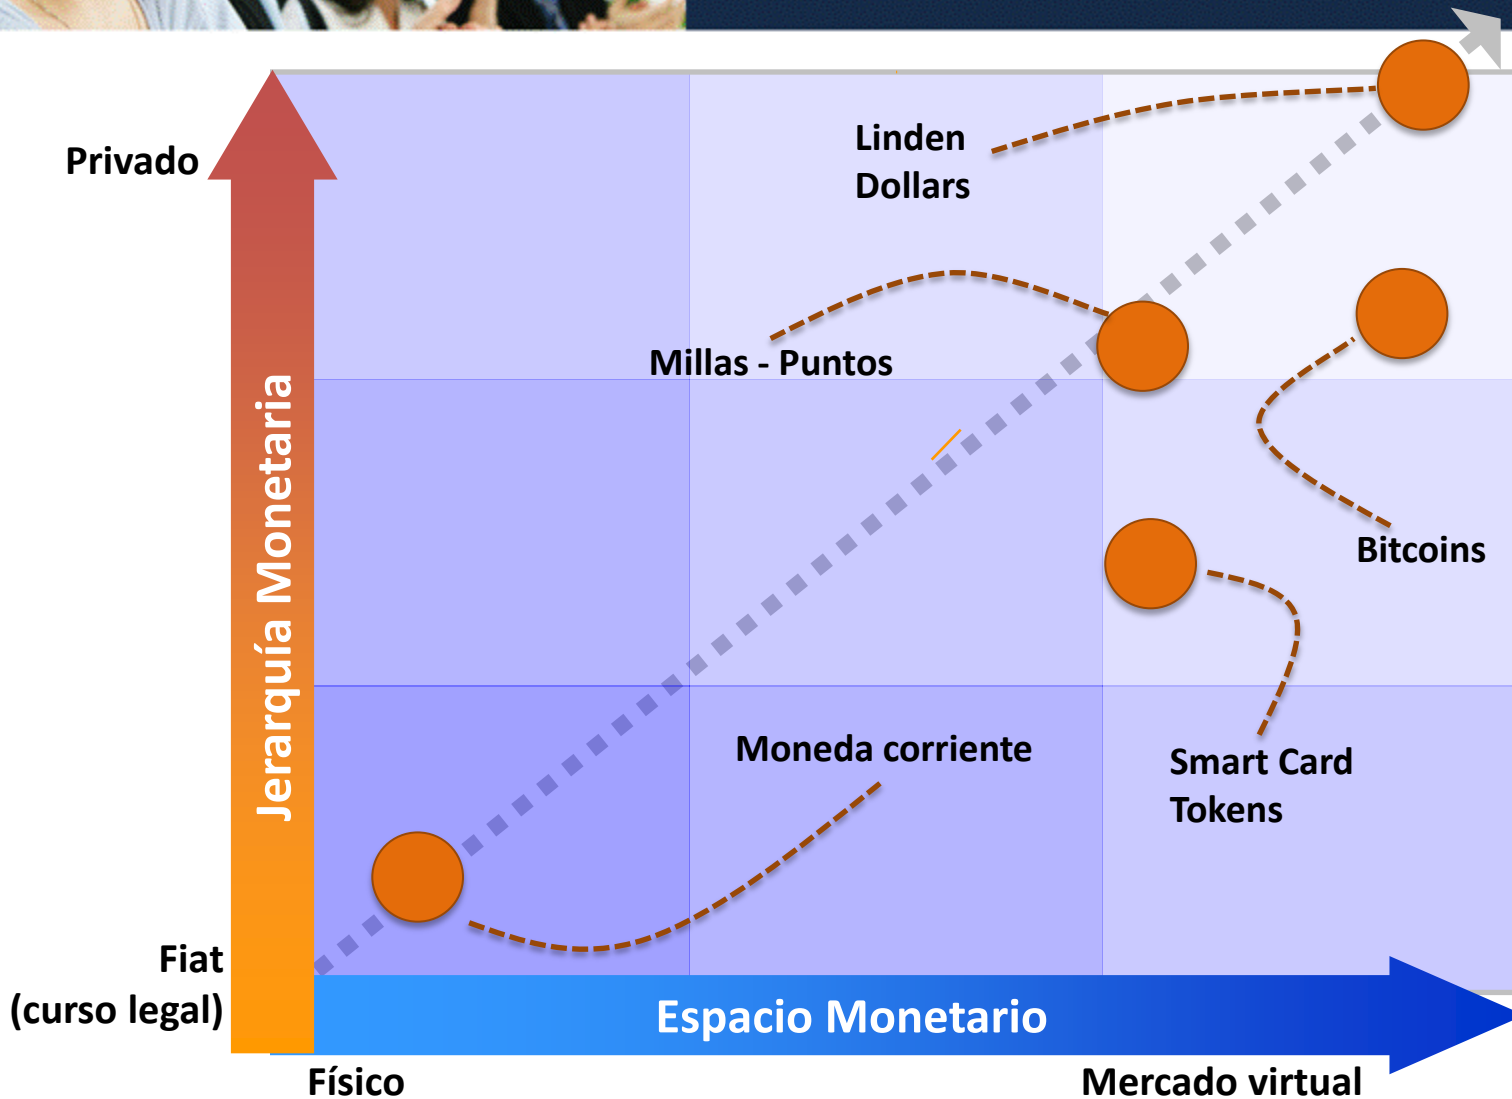 Privado
Linden
Dollars
Millas - Puntos
Jerarquía Monetaria
Bitcoins
Moneda corriente
Smart Card
Tokens
Fiat
(curso legal)
Espacio Monetario
Físico
Mercado virtual